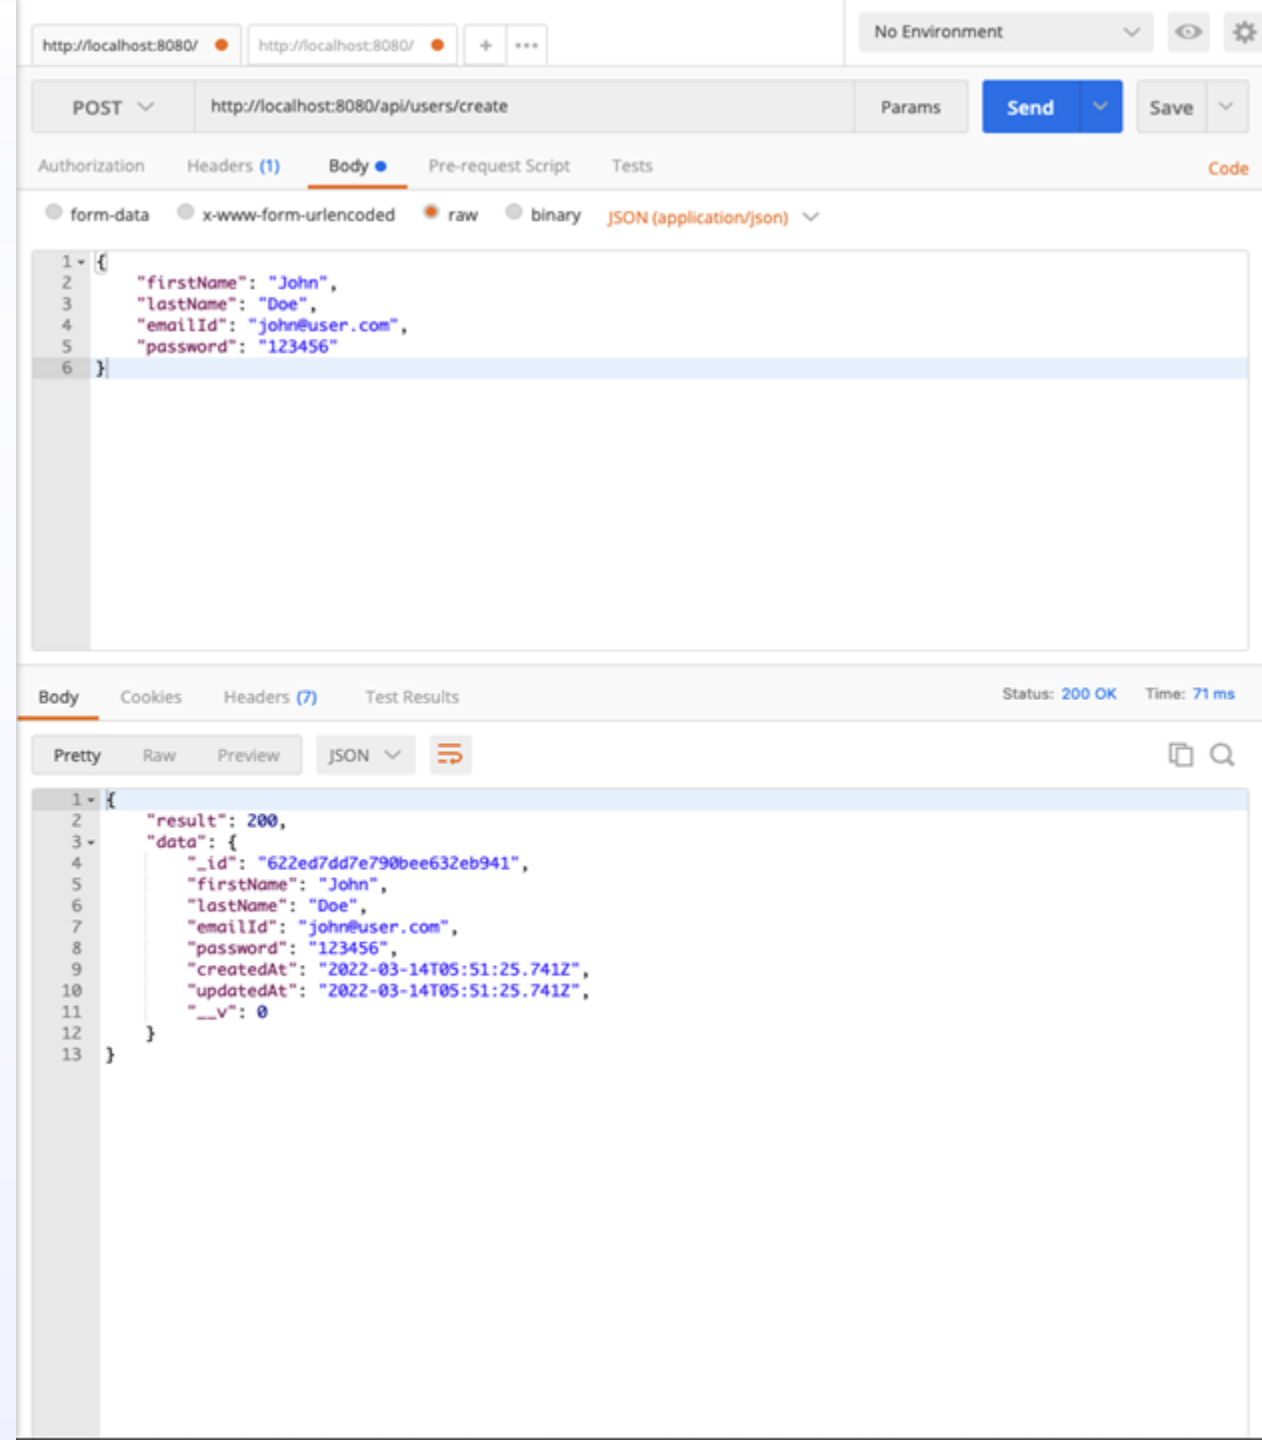 http://localhost:8080/ http://localhost:8080/ + ••• No Environment
POST http://localhost:8080/api/users/create Params Send Save
Authorization Headers (1) Body Pre-request Script Tests Code
form-data x-www-form-urlencoded raw binary JSON (application/json)
1 {
2 "firstName": "John",
3 "lastName": "Doe",
4 "emailId": "john@user.com",
5 "password": "123456"
6 }
Body Cookies Headers (7) Test Results Status: 200 OK Time: 71 ms
Pretty Raw Preview JSON
1 {
2 "result": 200,
3 "data": {
4 "_id": "622ed7dd7e790bee632eb941",
5 "firstName": "John",
6 "lastName": "Doe",
7 "emailId": "john@user.com",
8 "password": "123456",
9 "createdAt": "2022-03-14T05:51:25.741Z",
10 "updatedAt": "2022-03-14T05:51:25.741Z",
11 "__v": 0
12 }
13 }